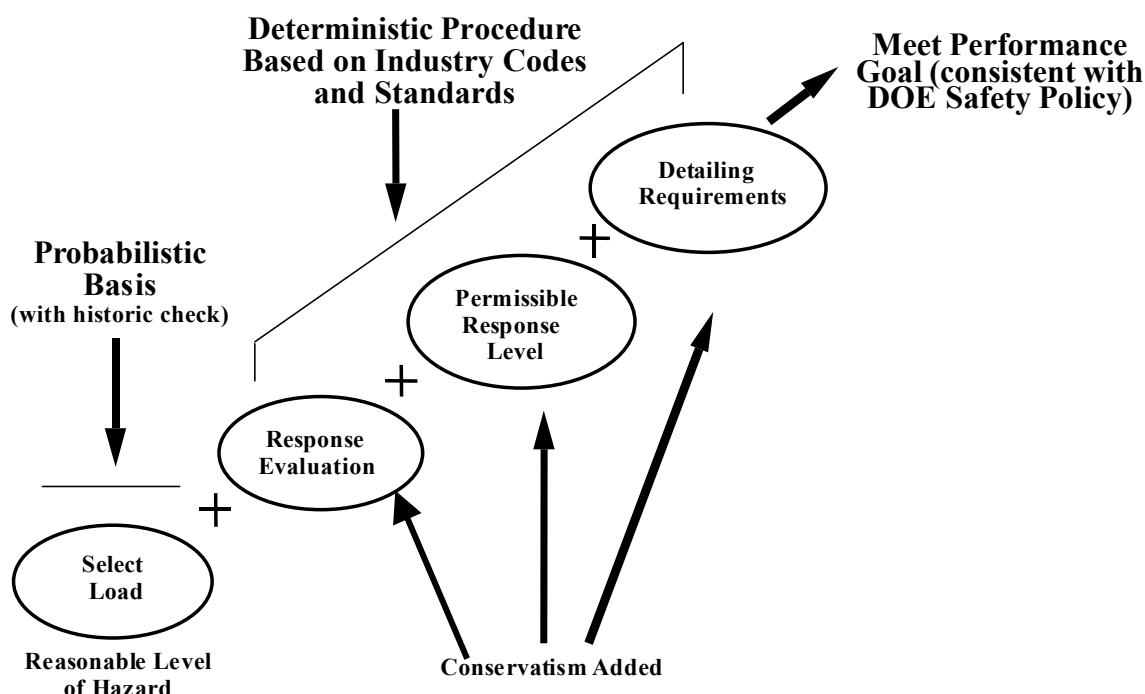 Deterministic Procedure
Based on Industry Codes
and Standards
Meet Performance
Goal (consistent with
DOE Safety Policy)
Detailing
Requirements
+
Probabilistic
Basis
(with historic check)
Permissible
Response
Level
+
Response
Evaluation
+
Select
Load
Reasonable Level
of Hazard
Conservatism Added